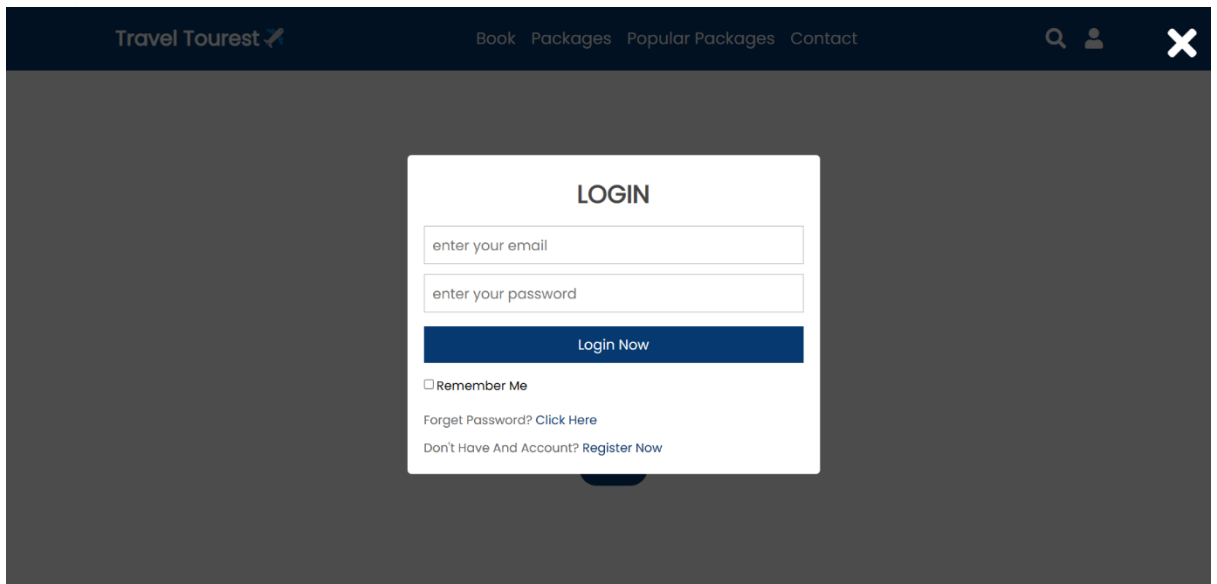 Travel Tourest
Book Packages Popular Packages Contact
LOGIN
enter your email
enter your password
Login Now
Remember Me
Forget Password? Click Here
Don't Have And Account? Register Now